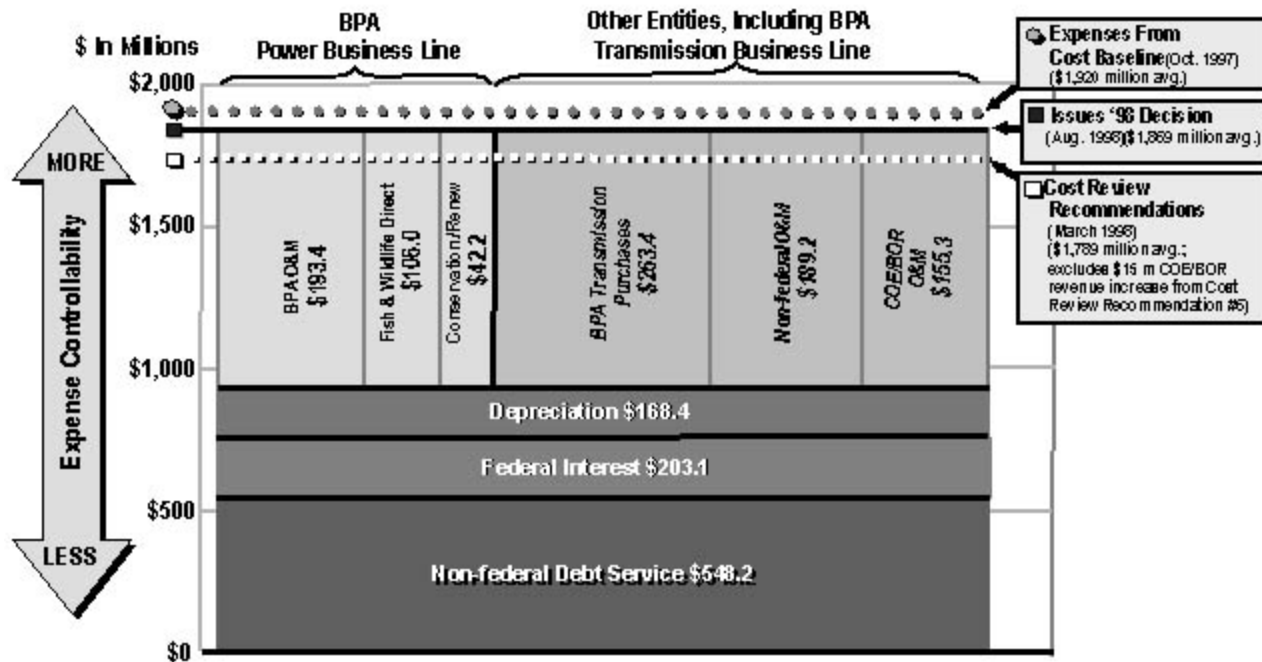 BPA
Power Business Line
Other Entities, Including BPA
Transmission Business Line
$ In Millions
$2,000
$1,500
$1,000
$500
$0
MORE
Expense Controllability
LESS
BPA O&M
$193.4
Fish & Wildlife Direct
$106.0
Conservation/Renew
$42.2
BPA Transmission
Purchases
$263.4
Non-federal O&M
$189.2
COE/BOR
O&M
$155.3
Depreciation $168.4
Federal Interest $203.1
Non-federal Debt Service $548.2
Expenses From
Cost Baseline (Oct. 1997)
($1,920 million avg.)
Issues '98 Decision
(Aug. 1998)($1,869 million avg.)
Cost Review
Recommendations
(March 1998)
($1,789 million avg.;
excludes $15 m COE/BOR
revenue increase from Cost
Review Recommendation #5)